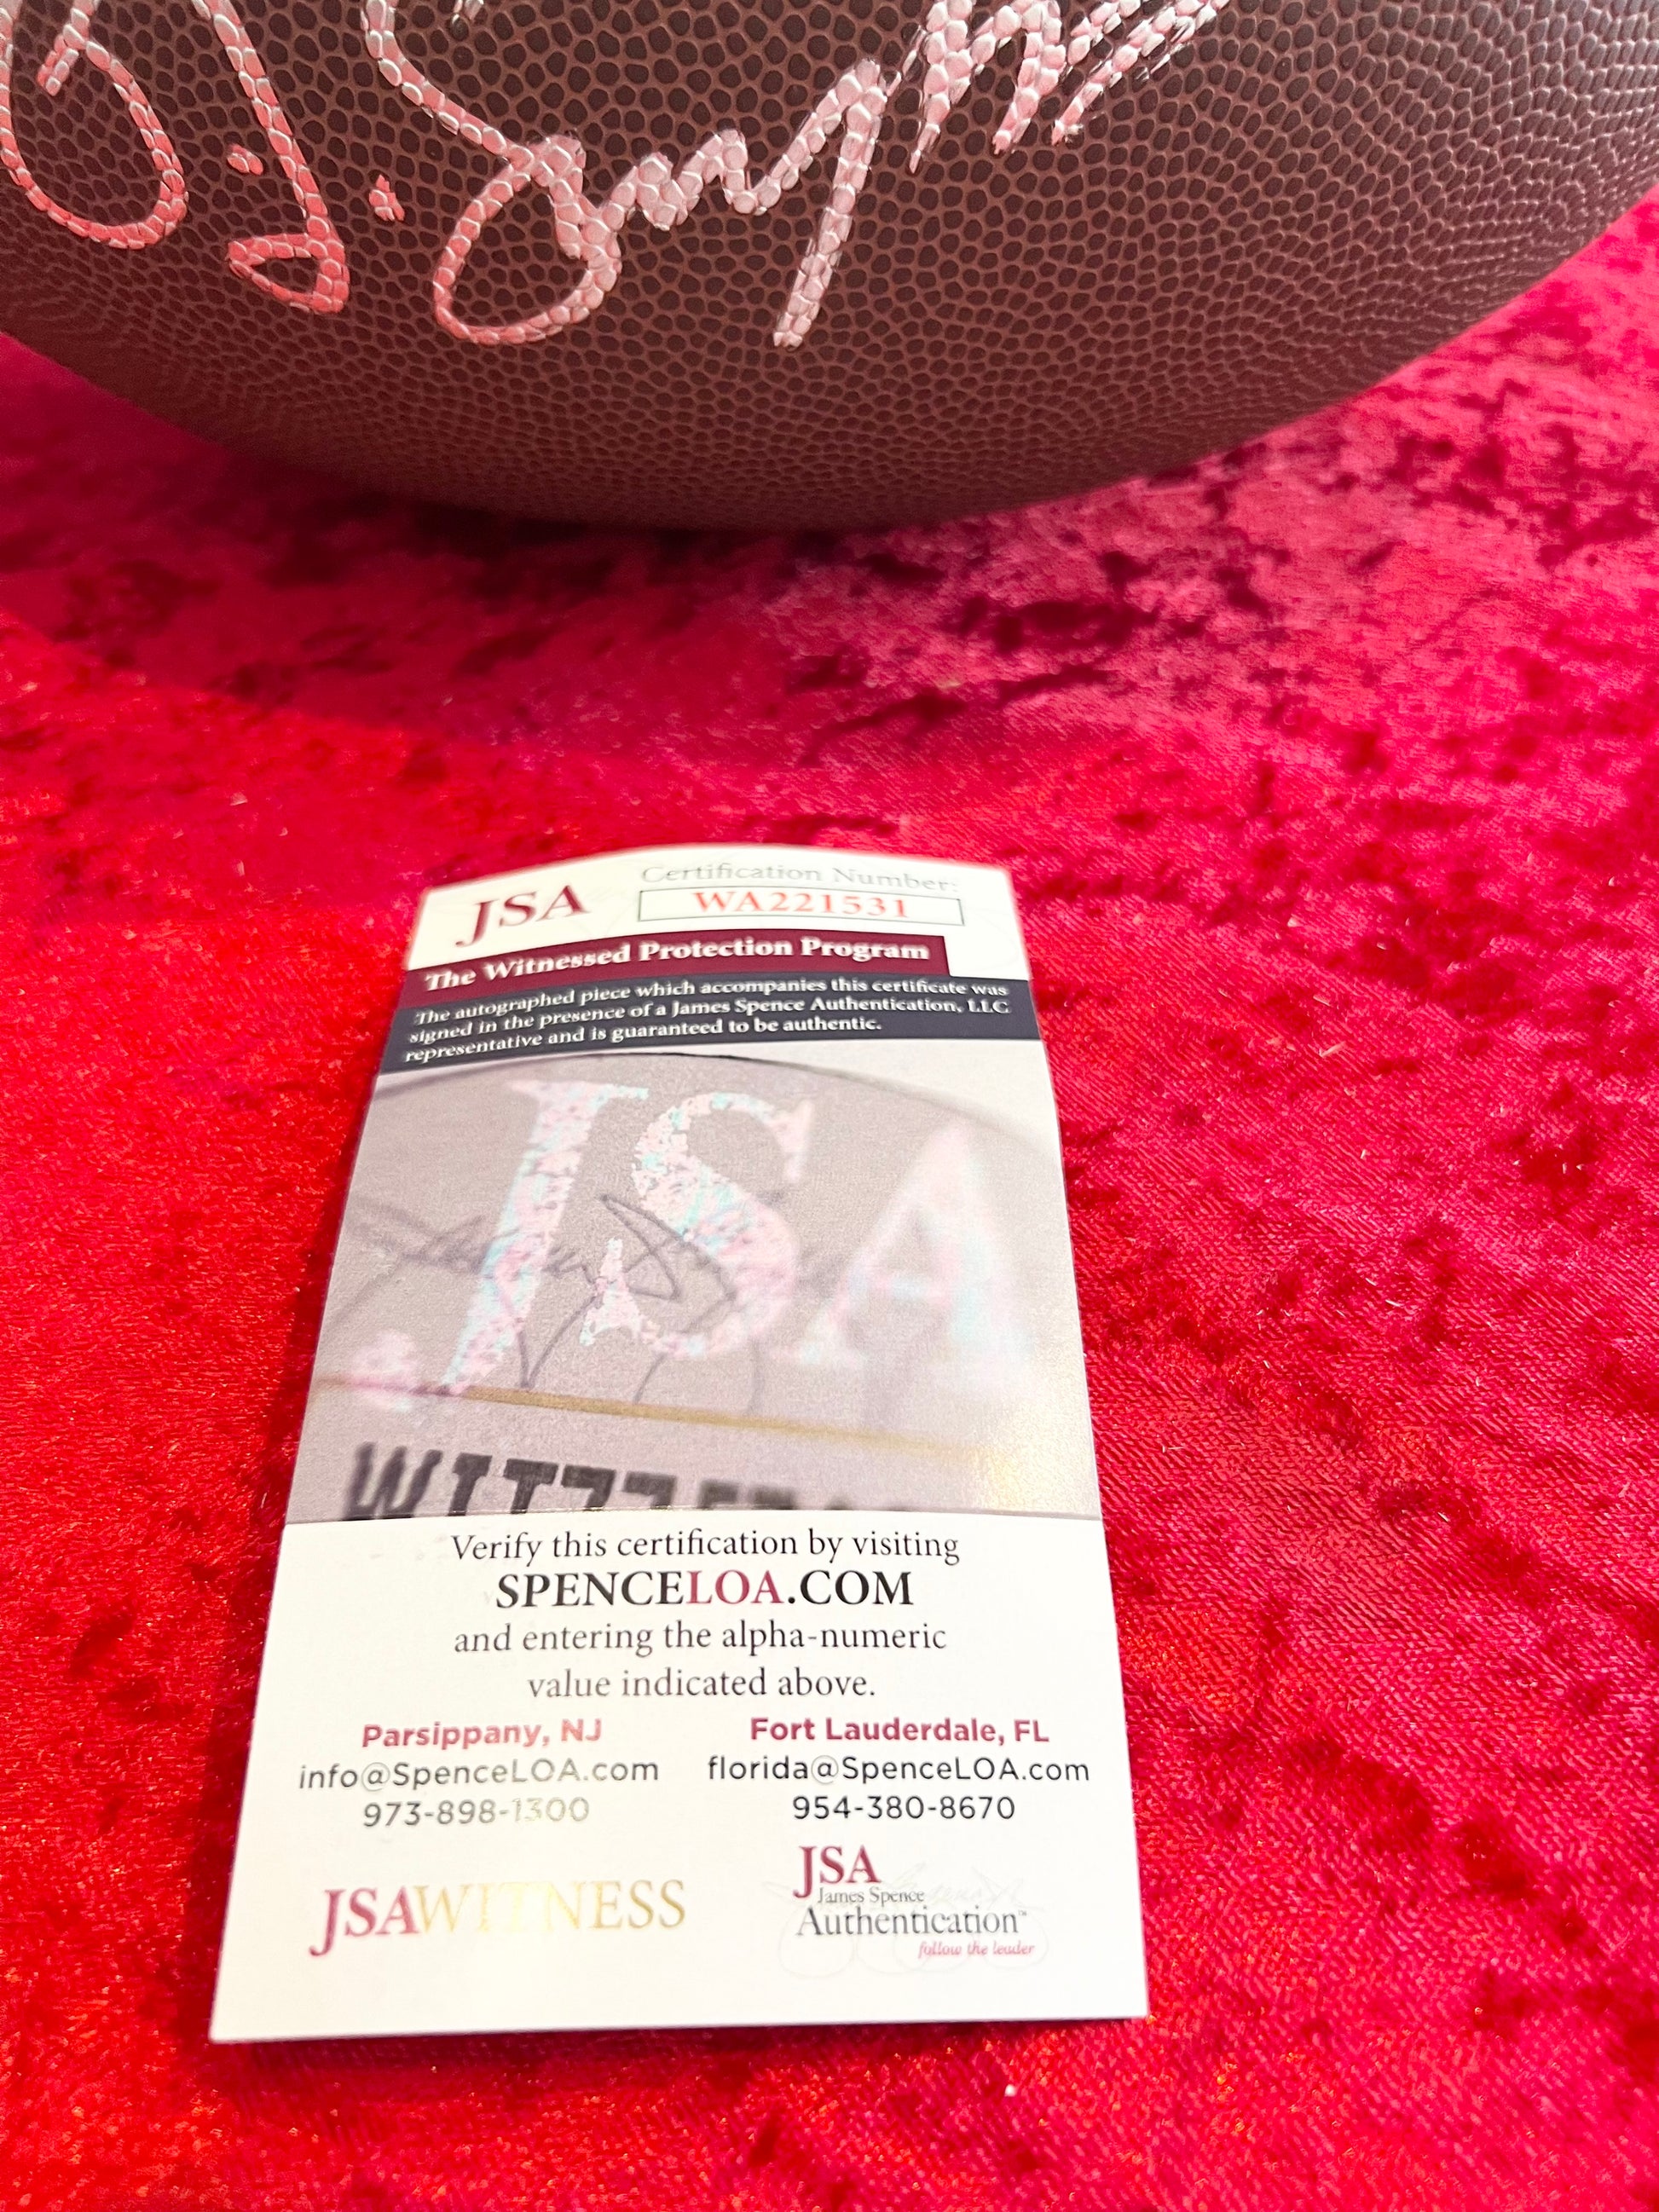 JSA
Certification Number:
WA221531
The Witnessed Protection Program
The autographed piece which accompanies this certificate was
signed in the presence of a James Spence Authentication, LLC
representative and is guaranteed to be authentic.
JSA
Verify this certification by visiting
SPENCELOA.COM
and entering the alpha-numeric
value indicated above.
Parsippany, NJ
info@SpenceLOA.com
973-898-1300
Fort Lauderdale, FL
florida@SpenceLOA.com
954-380-8670
JSAWITNESS
JSA
James Spence
Authentication™
follow the leader